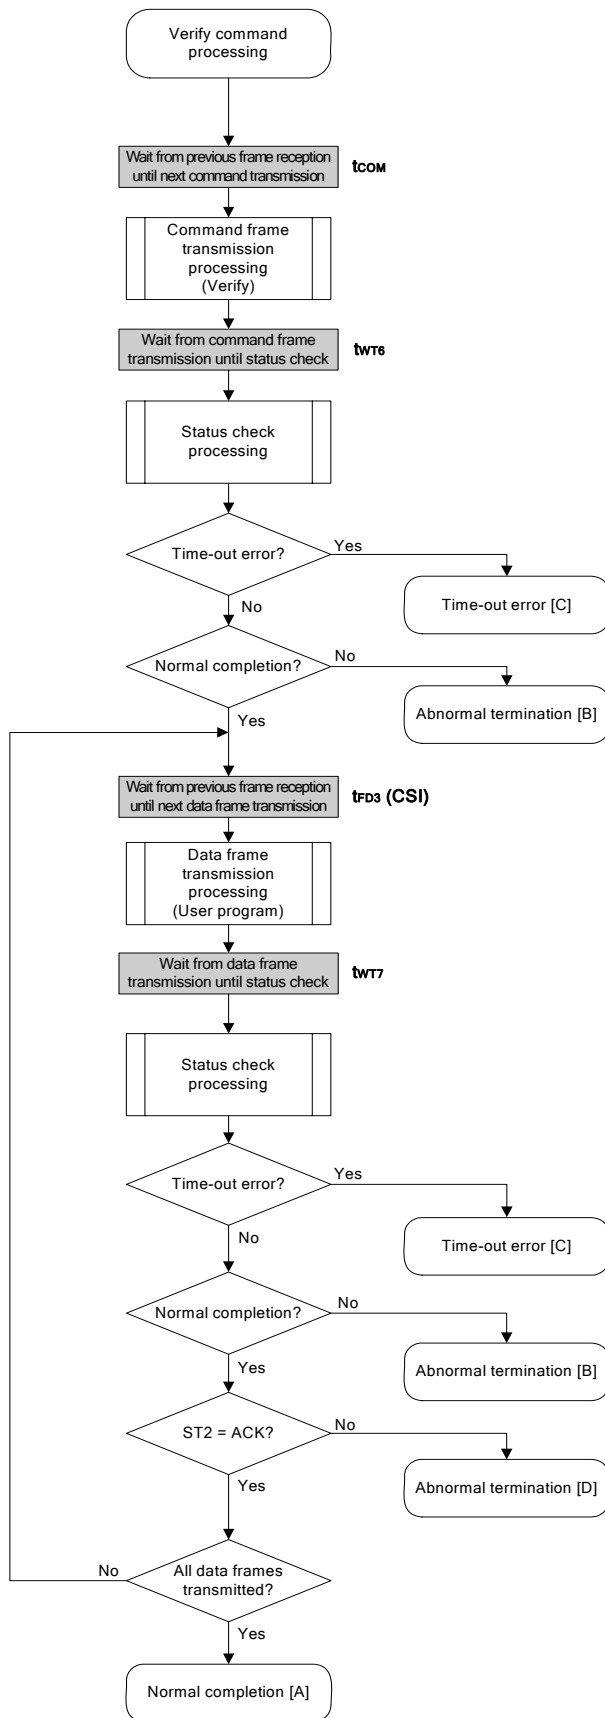 Verify command
processing
Wait from previous frame reception
until next command transmission
tCOM
Command frame
transmission
processing
(Verify)
Wait from command frame
transmission until status check
tWT6
Status check
processing
Time-out error?
Yes
Time-out error [C]
No
Normal completion?
No
Abnormal termination [B]
Yes
Wait from previous frame reception
until next data frame transmission
tFD3 (CSI)
Data frame
transmission
processing
(User program)
Wait from data frame
transmission until status check
tWT7
Status check
processing
Time-out error?
Yes
Time-out error [C]
No
Normal completion?
No
Abnormal termination [B]
Yes
ST2 = ACK?
No
Abnormal termination [D]
Yes
All data frames
transmitted?
No
Yes
Normal completion [A]